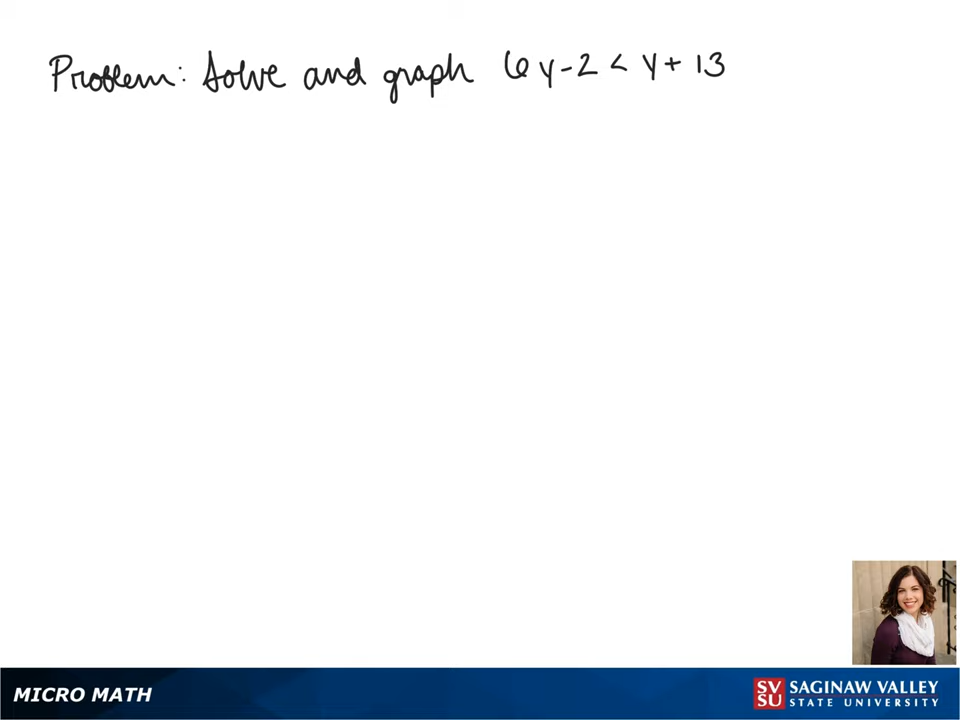 Problem: Solve and graph 6y-2 < y + 13
MICRO MATH
SV
SU
SAGINAW VALLEY
STATE UNIVERSITY